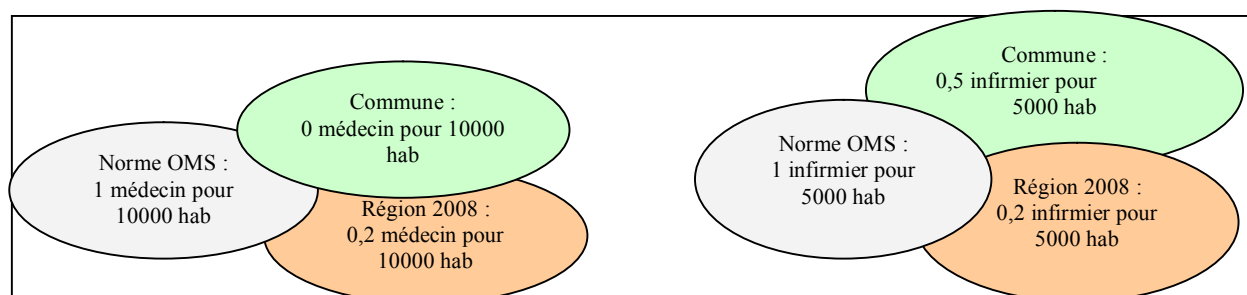 Commune :
0 médecin pour 10000
hab
Norme OMS :
1 médecin pour
10000 hab
Région 2008 :
0,2 médecin pour
10000 hab
Commune :
0,5 infirmier pour
5000 hab
Norme OMS :
1 infirmier pour
5000 hab
Région 2008 :
0,2 infirmier pour
5000 hab